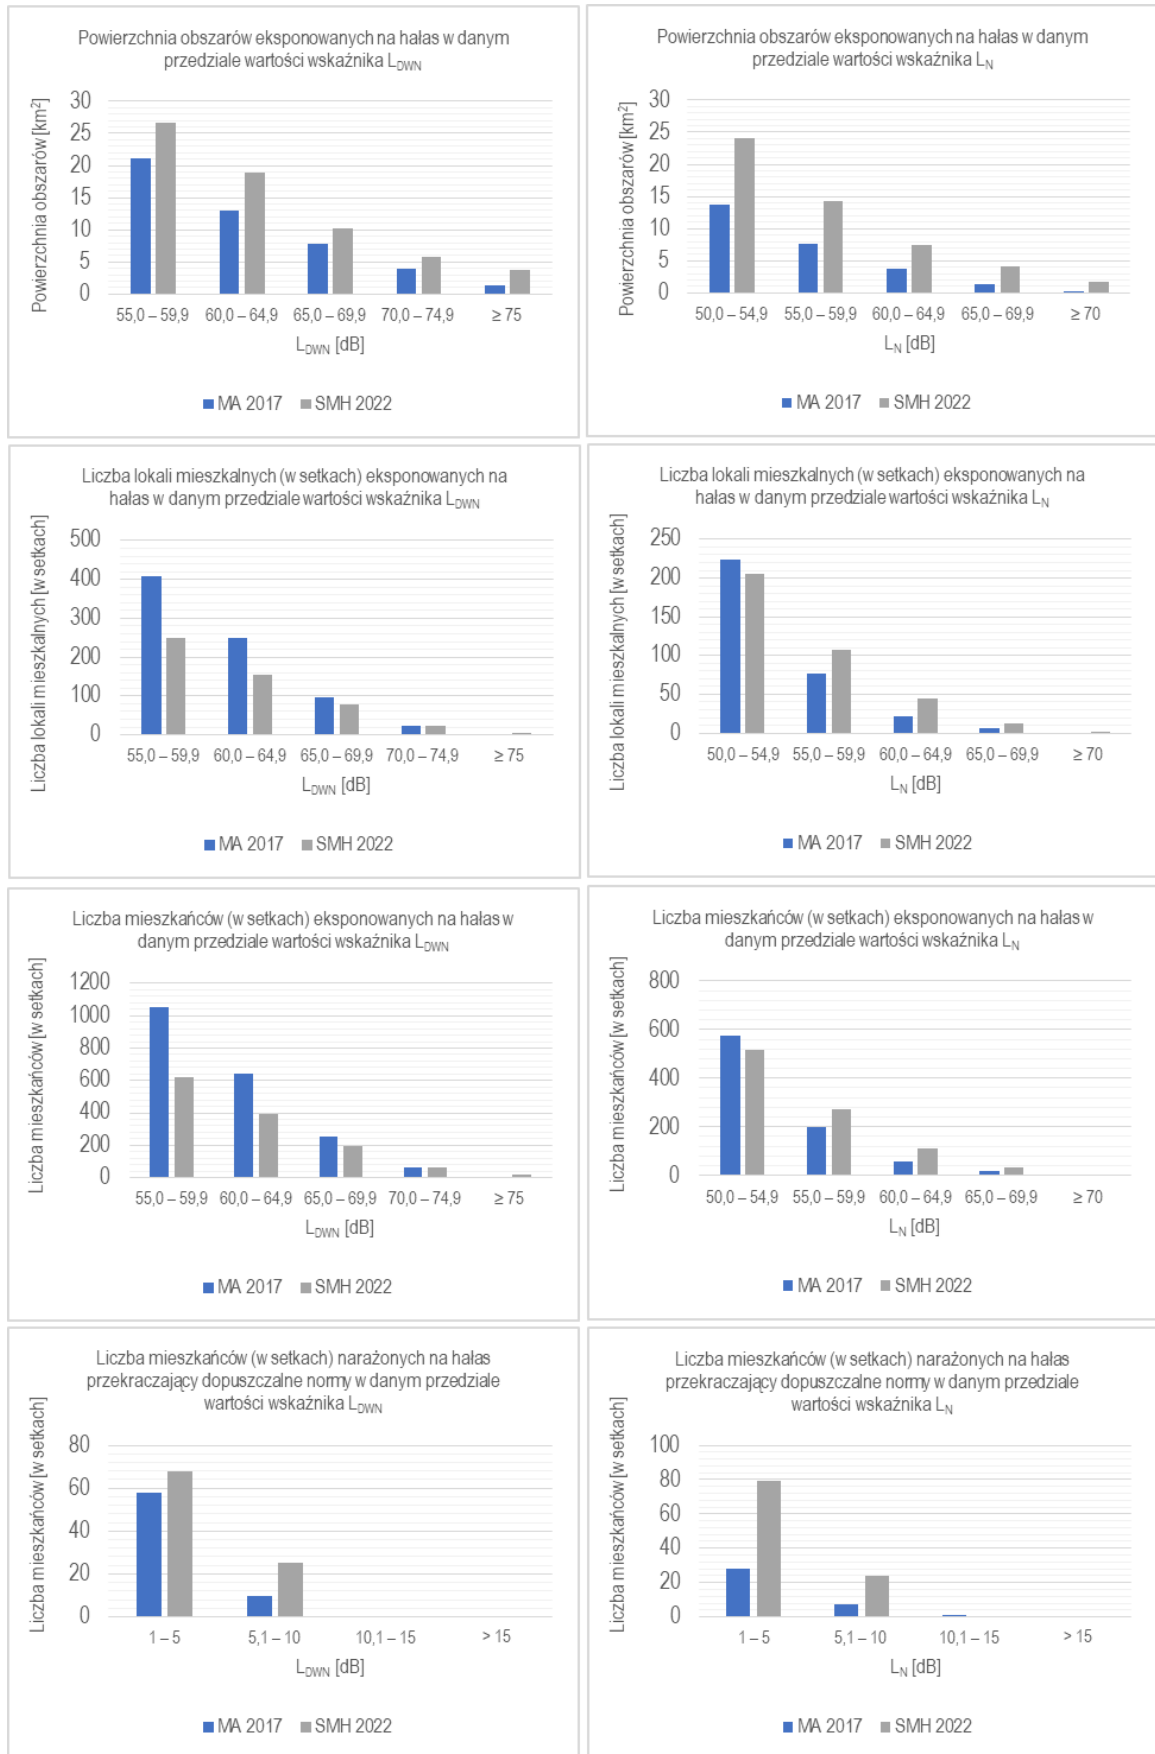 Powierzchnia obszarów eksponowanych na hałas w danym
przedziale wartości wskaźnika L_DWN
Powierzchnia obszarów [km²]
30
25
20
15
10
5
0
55,0 – 59,9 60,0 – 64,9 65,0 – 69,9 70,0 – 74,9 ≥ 75
L_DWN [dB]
MA 2017 SMH 2022
Powierzchnia obszarów eksponowanych na hałas w danym
przedziale wartości wskaźnika L_N
Powierzchnia obszarów [km²]
30
25
20
15
10
5
0
50,0 – 54,9 55,0 – 59,9 60,0 – 64,9 65,0 – 69,9 ≥ 70
L_N [dB]
MA 2017 SMH 2022
Liczba lokali mieszkalnych (w setkach) eksponowanych na
hałas w danym przedziale wartości wskaźnika L_DWN
Liczba lokali mieszkalnych [w setkach]
500
400
300
200
100
0
55,0 – 59,9 60,0 – 64,9 65,0 – 69,9 70,0 – 74,9 ≥ 75
L_DWN [dB]
MA 2017 SMH 2022
Liczba lokali mieszkalnych (w setkach) eksponowanych na
hałas w danym przedziale wartości wskaźnika L_N
Liczba lokali mieszkalnych [w setkach]
250
200
150
100
50
0
50,0 – 54,9 55,0 – 59,9 60,0 – 64,9 65,0 – 69,9 ≥ 70
L_N [dB]
MA 2017 SMH 2022
Liczba mieszkańców (w setkach) eksponowanych na hałas w
danym przedziale wartości wskaźnika L_DWN
Liczba mieszkańców [w setkach]
1200
1000
800
600
400
200
0
55,0 – 59,9 60,0 – 64,9 65,0 – 69,9 70,0 – 74,9 ≥ 75
L_DWN [dB]
MA 2017 SMH 2022
Liczba mieszkańców (w setkach) eksponowanych na hałas w
danym przedziale wartości wskaźnika L_N
Liczba mieszkańców [w setkach]
800
600
400
200
0
50,0 – 54,9 55,0 – 59,9 60,0 – 64,9 65,0 – 69,9 ≥ 70
L_N [dB]
MA 2017 SMH 2022
Liczba mieszkańców (w setkach) narażonych na hałas
przekraczający dopuszczalne normy w danym przedziale
wartości wskaźnika L_DWN
Liczba mieszkańców [w setkach]
80
60
40
20
0
1 – 5 5,1 – 10 10,1 – 15 > 15
L_DWN [dB]
MA 2017 SMH 2022
Liczba mieszkańców (w setkach) narażonych na hałas
przekraczający dopuszczalne normy w danym przedziale
wartości wskaźnika L_N
Liczba mieszkańców [w setkach]
100
80
60
40
20
0
1 – 5 5,1 – 10 10,1 – 15 > 15
L_N [dB]
MA 2017 SMH 2022